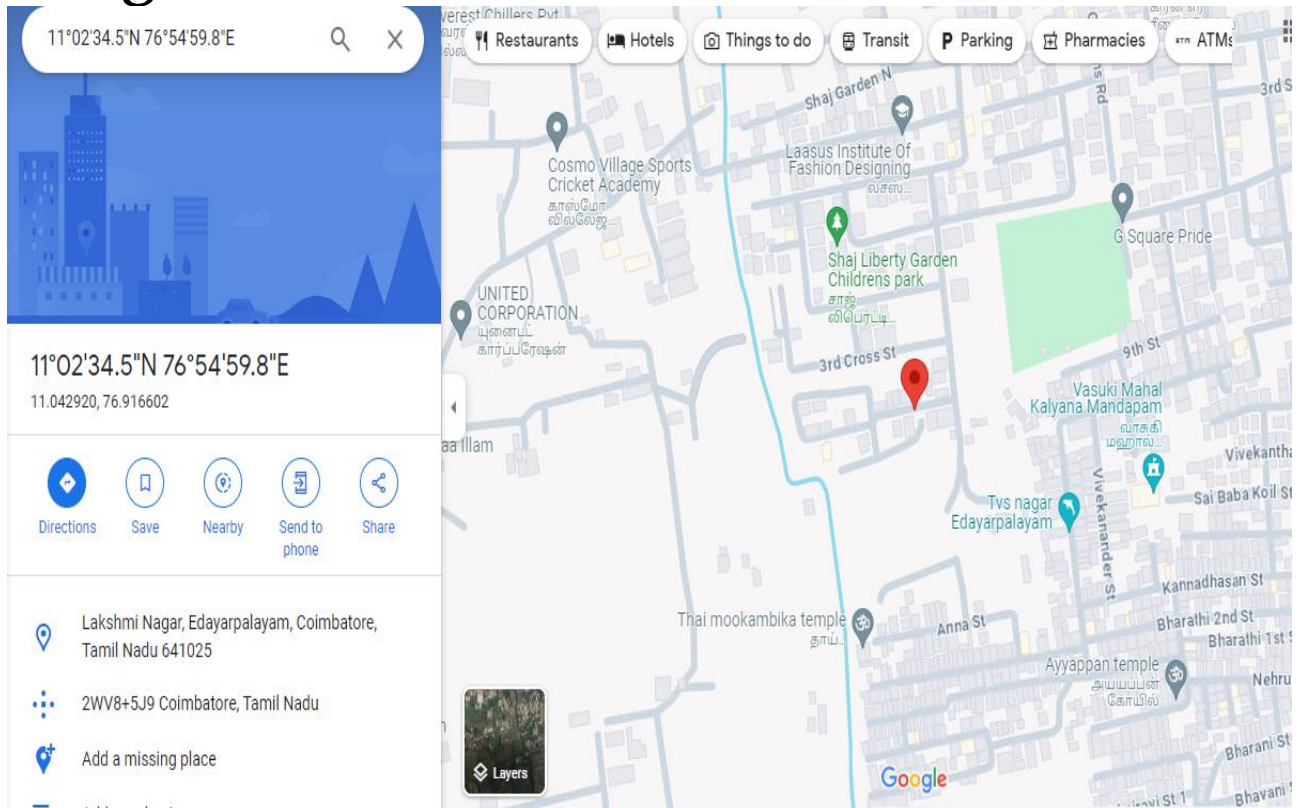 11°02'34.5"N 76°54'59.8"E
Restaurants
Hotels
Things to do
Transit
P Parking
Pharmacies
ATMs
11°02'34.5"N 76°54'59.8"E
11.042920, 76.916602
Directions
Save
Nearby
Send to
phone
Share
Lakshmi Nagar, Edayarpalayam, Coimbatore,
Tamil Nadu 641025
2WV8+5J9 Coimbatore, Tamil Nadu
Add a missing place
Shaj Garden N
3rd S
Laasus Institute Of
Fashion Designing
லசஸ்...
Cosmo Village Sports
Cricket Academy
காஸ்மோ
வில்லேஜ...
G Square Pride
Shaj Liberty Garden
Childrens park
சாஜ்
லிபெர்ட்டி...
UNITED
CORPORATION
யுனைடட்
கார்ப்பரேஷன்
3rd Cross St
9th St
Vasuki Mahal
Kalyana Mandapam
வாசுகி
மஹால்...
aa Illam
Vivekantha
Sai Baba Koil St
Tvs nagar
Edayarpalayam
Vivekanander St
Kannadhasan St
Thai mookambika temple
தாய்...
Anna St
Bharathi 2nd St
Bharathi 1st S
Ayyappan temple
அய்யப்பன்
கோயில்
Nehru
Bharani St
Bhavani S
Layers
Google